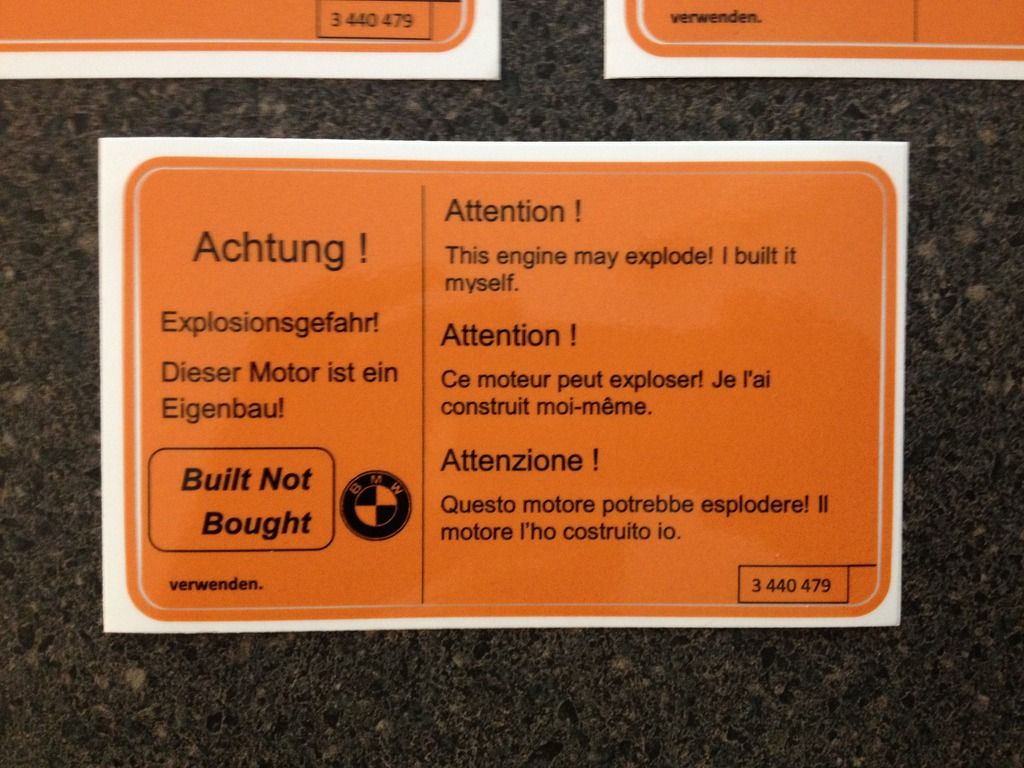 3 440 479
verwenden.
Achtung !
Explosionsgefahr!
Dieser Motor ist ein
Eigenbau!
Built Not
Bought
BMW
verwenden.
Attention !
This engine may explode! I built it
myself.
Attention !
Ce moteur peut exploser! Je l'ai
construit moi-même.
Attenzione !
Questo motore potrebbe esplodere! Il
motore l'ho costruito io.
3 440 479